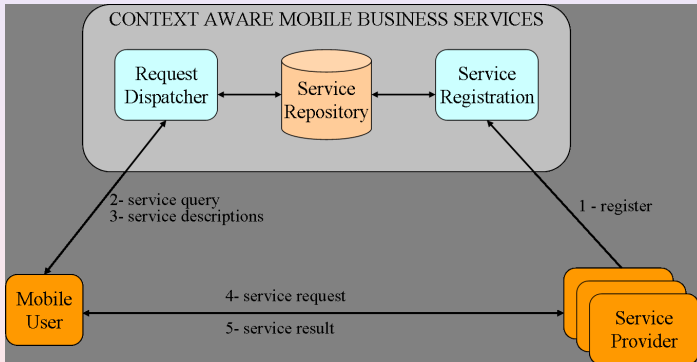 CONTEXT AWARE MOBILE BUSINESS SERVICES
Request
Dispatcher
Service
Repository
Service
Registration
2- service query
3- service descriptions
1 - register
Mobile
User
4- service request
5- service result
Service
Provider